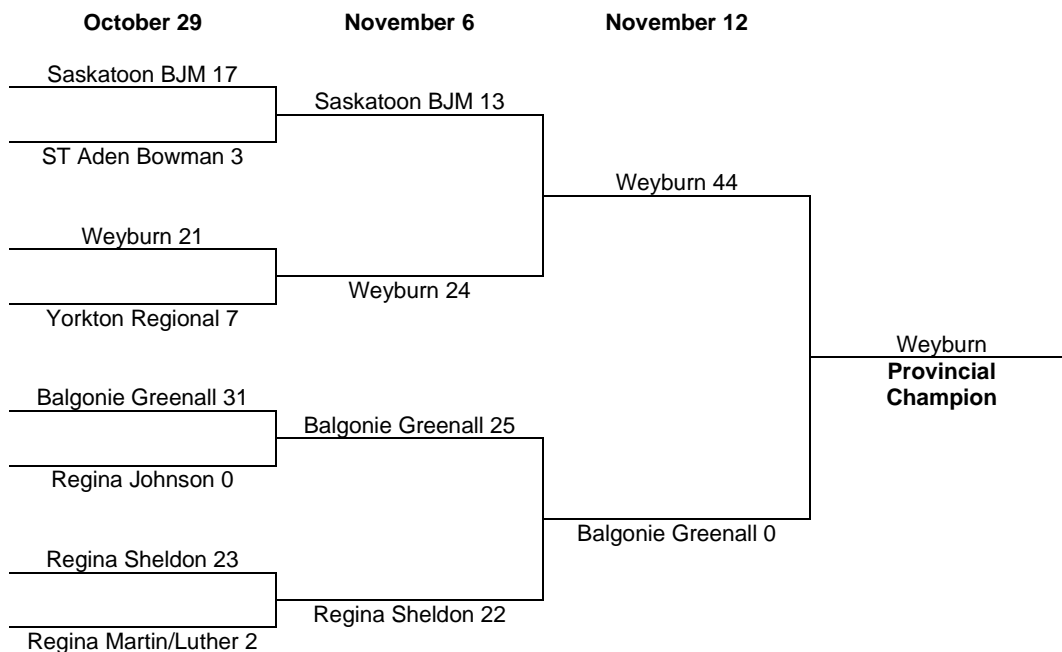 October 29
November 6
November 12
Saskatoon BJM 17
Saskatoon BJM 13
ST Aden Bowman 3
Weyburn 44
Weyburn 21
Weyburn 24
Yorkton Regional 7
Weyburn
Provincial
Champion
Balgonie Greenall 31
Balgonie Greenall 25
Regina Johnson 0
Balgonie Greenall 0
Regina Sheldon 23
Regina Sheldon 22
Regina Martin/Luther 2